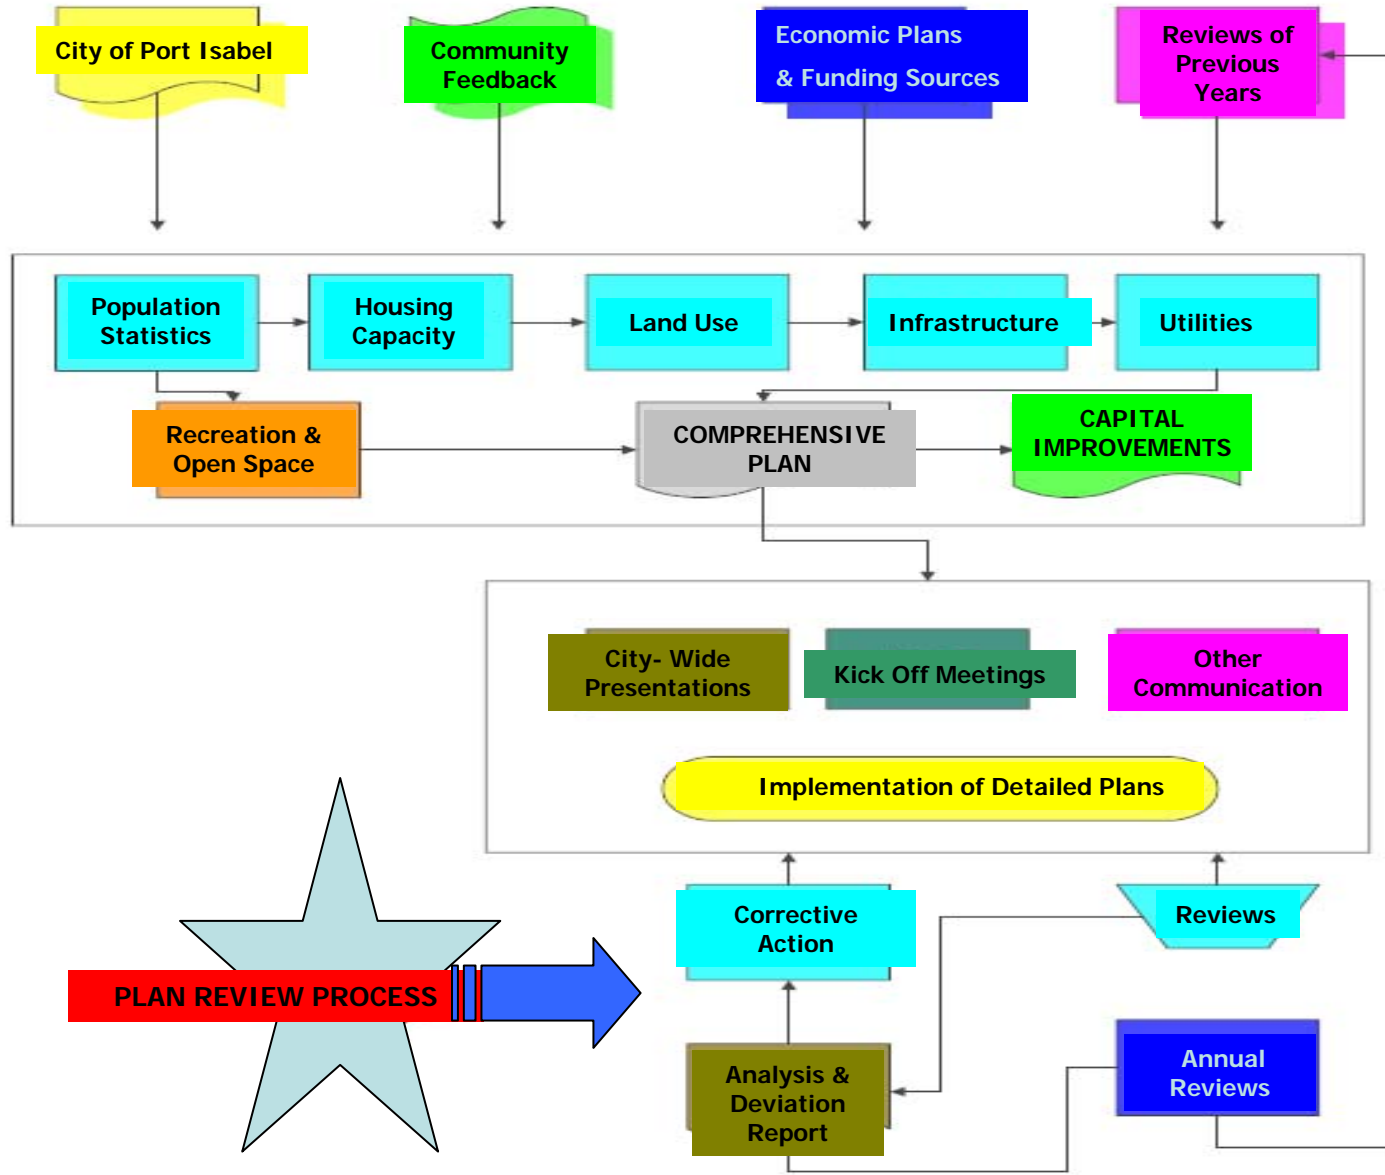 City of Port Isabel
Community
Feedback
Economic Plans
& Funding Sources
Reviews of
Previous
Years
Population
Statistics
Housing
Capacity
Land Use
Infrastructure
Utilities
Recreation &
Open Space
COMPREHENSIVE
PLAN
CAPITAL
IMPROVEMENTS
City- Wide
Presentations
Kick Off Meetings
Other
Communication
Implementation of Detailed Plans
Corrective
Action
Reviews
PLAN REVIEW PROCESS
Analysis &
Deviation
Report
Annual
Reviews